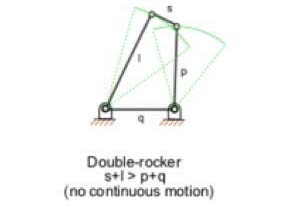 s
l
p
q
Double-rocker
s+l > p+q
(no continuous motion)